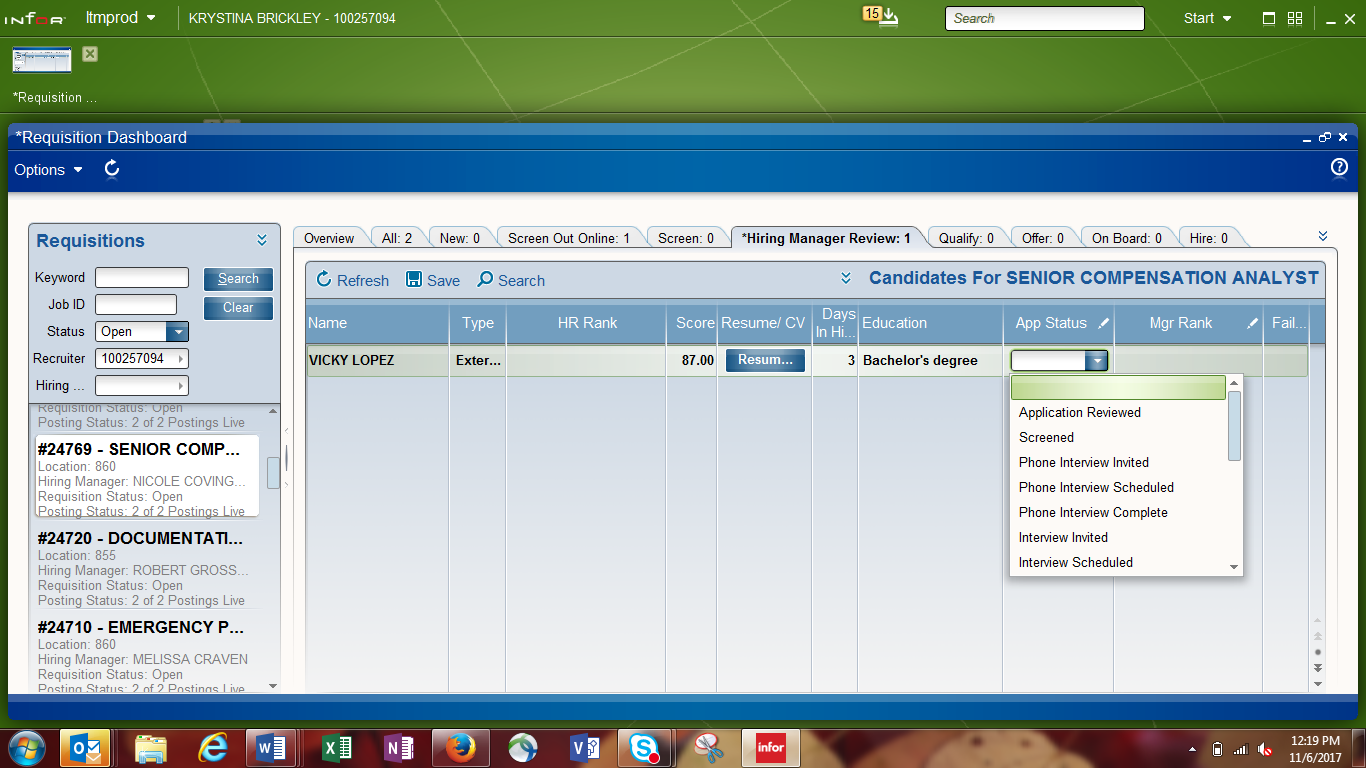 infor ltmprod KRYSTINA BRICKLEY - 100257094 15 Search Start
*Requisition ...
*Requisition Dashboard
Options
Requisitions
Keyword Search
Job ID Clear
Status Open
Recruiter 100257094
Hiring ...
Requisition Status: Open
Posting Status: 2 of 2 Postings Live
#24769 - SENIOR COMP...
Location: 860
Hiring Manager: NICOLE COVING...
Requisition Status: Open
Posting Status: 2 of 2 Postings Live
#24720 - DOCUMENTATI...
Location: 855
Hiring Manager: ROBERT GROSS...
Requisition Status: Open
Posting Status: 2 of 2 Postings Live
#24710 - EMERGENCY P...
Location: 860
Hiring Manager: MELISSA CRAVEN
Requisition Status: Open
Posting Status: 2 of 2 Postings Live
Overview All: 2 New: 0 Screen Out Online: 1 Screen: 0 *Hiring Manager Review: 1 Qualify: 0 Offer: 0 On Board: 0 Hire: 0
Refresh Save Search Candidates For SENIOR COMPENSATION ANALYST
Name Type HR Rank Score Resume/ CV Days In Hi... Education App Status Mgr Rank Fail...
VICKY LOPEZ Exter... 87.00 Resum... 3 Bachelor's degree
Application Reviewed
Screened
Phone Interview Invited
Phone Interview Scheduled
Phone Interview Complete
Interview Invited
Interview Scheduled
infor
12:19 PM
11/6/2017